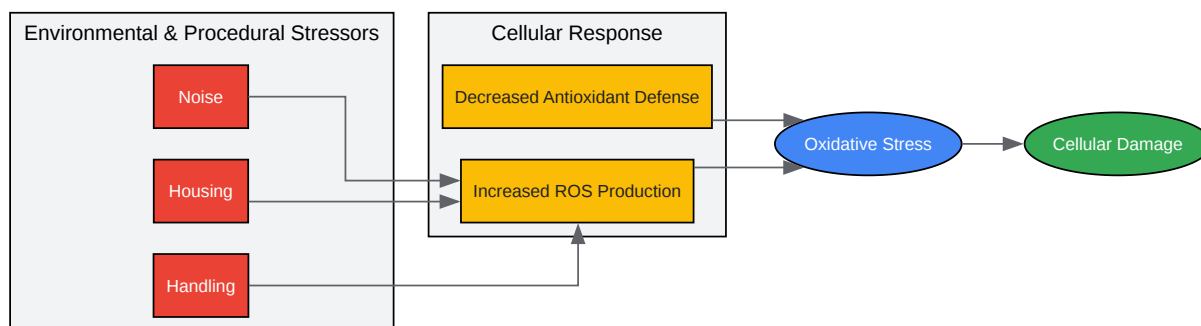 Environmental & Procedural Stressors
Noise
Housing
Handling
Cellular Response
Decreased Antioxidant Defense
Increased ROS Production
Oxidative Stress
Cellular Damage